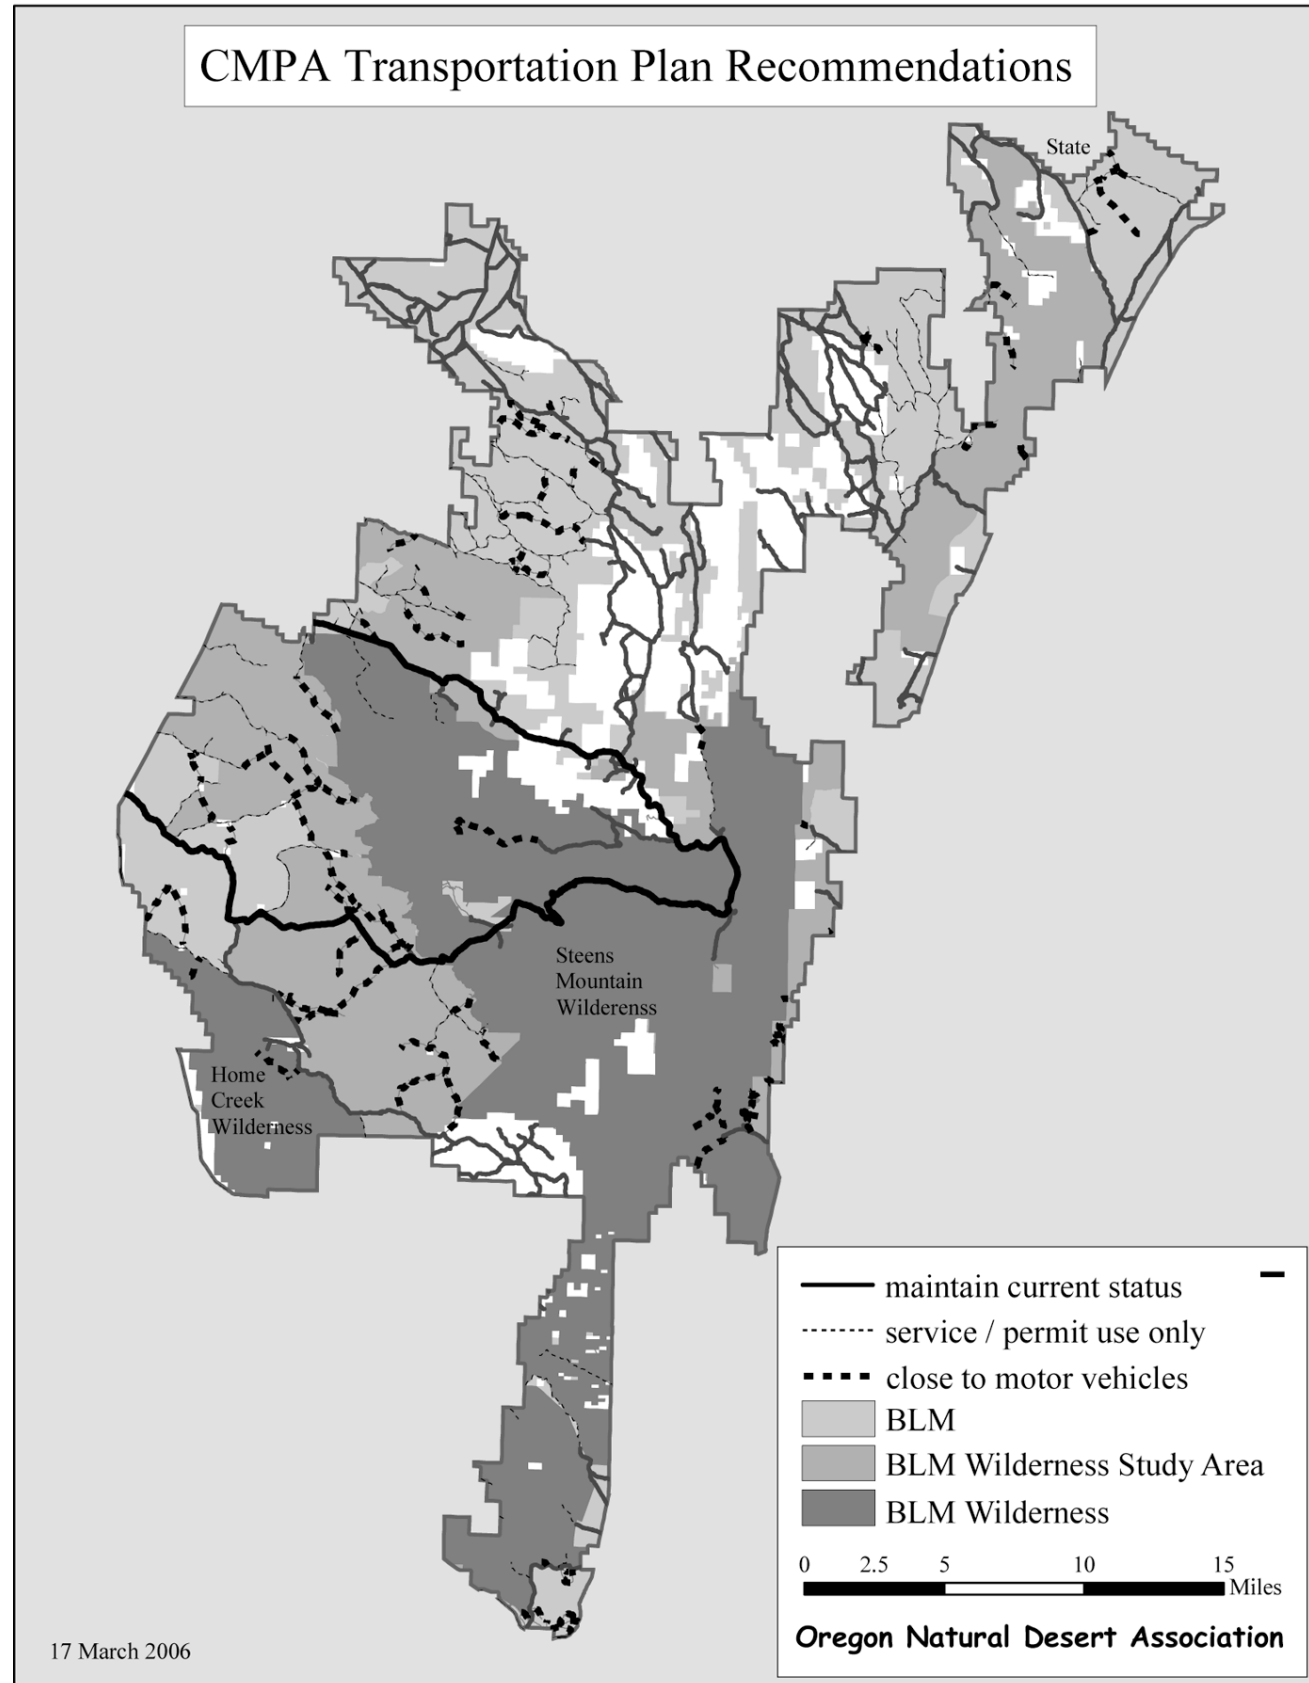 CMPA Transportation Plan Recommendations
State
Steens
Mountain
Wilderenss
Home
Creek
Wilderness
maintain current status
service / permit use only
close to motor vehicles
BLM
BLM Wilderness Study Area
BLM Wilderness
0 2.5 5 10 15
Miles
Oregon Natural Desert Association
17 March 2006